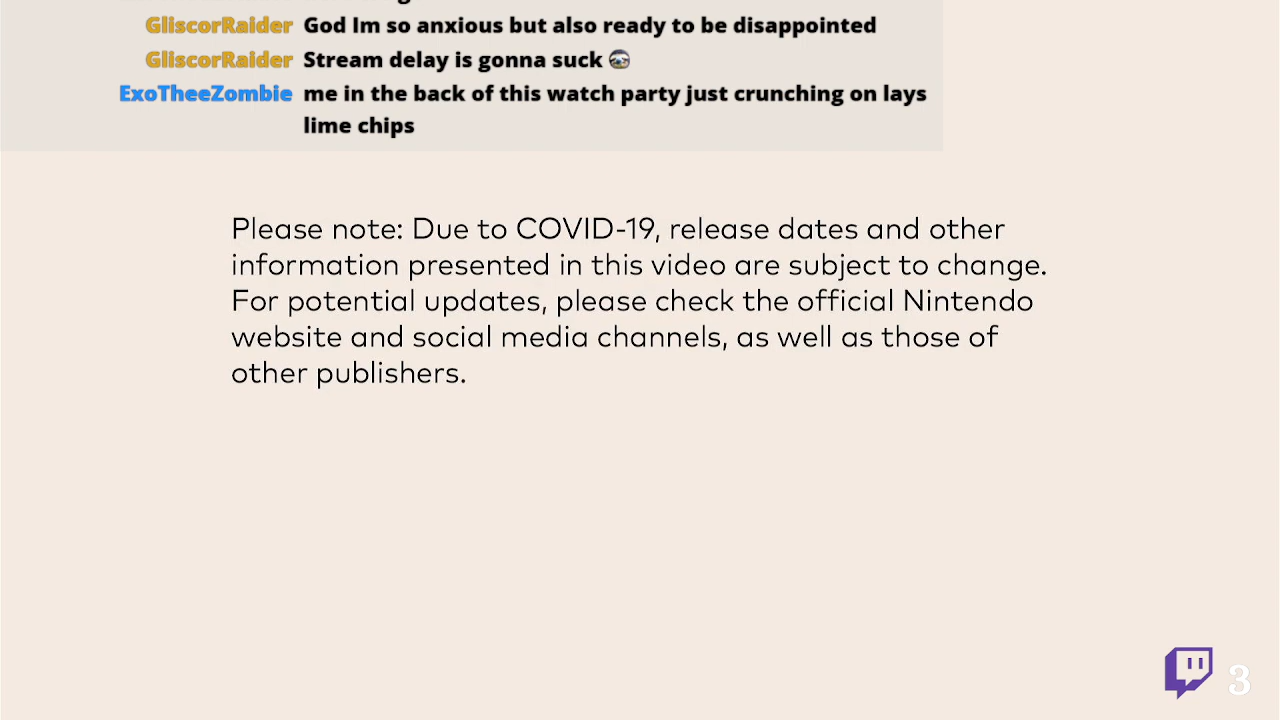 GliscorRaider God Im so anxious but also ready to be disappointed
GliscorRaider Stream delay is gonna suck
ExoTheeZombie me in the back of this watch party just crunching on lays
lime chips
Please note: Due to COVID-19, release dates and other
information presented in this video are subject to change.
For potential updates, please check the official Nintendo
website and social media channels, as well as those of
other publishers.
3